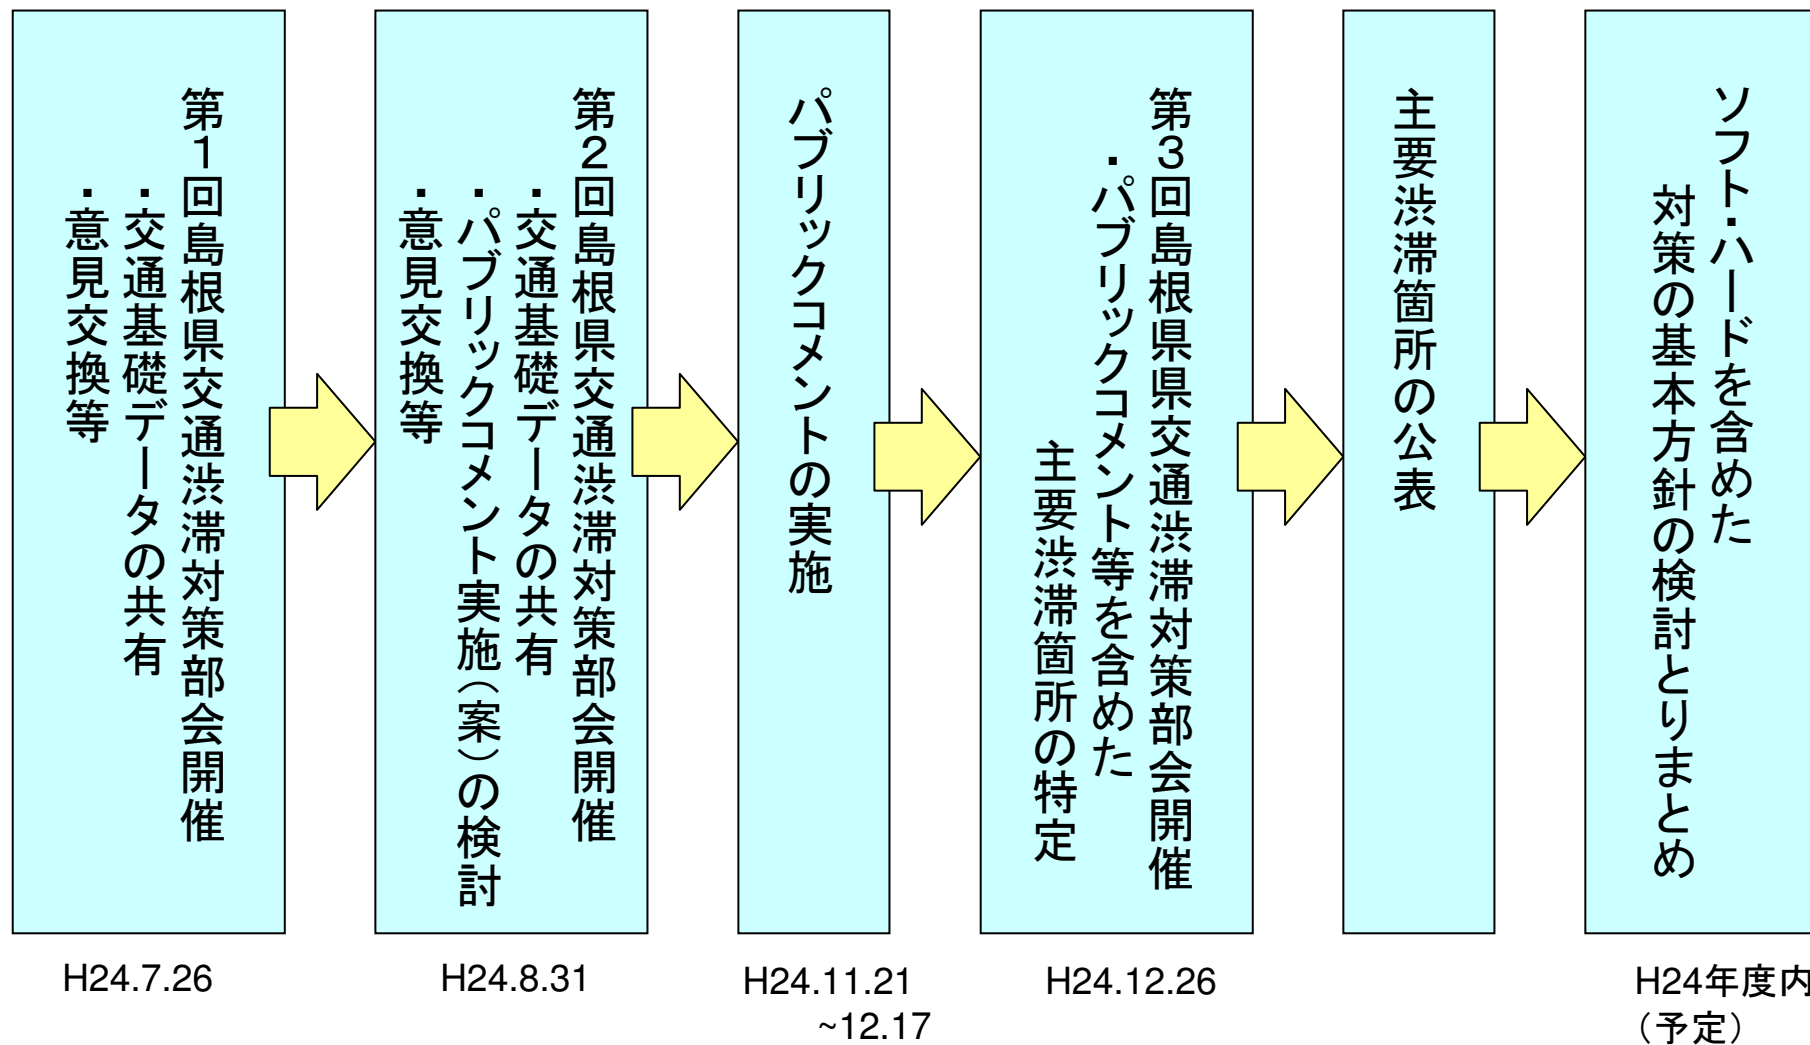 第1回島根県交通渋滞対策部会開催
・交通基礎データの共有
・意見交換等
第2回島根県交通渋滞対策部会開催
・交通基礎データの共有
・パブリックコメント実施（案）の検討
・意見交換等
パブリックコメントの実施
第3回島根県県交通渋滞対策部会開催
・パブリックコメント等を含めた
主要渋滞箇所の特定
主要渋滞箇所の公表
ソフト・ハードを含めた
対策の基本方針の検討とりまとめ
H24.7.26
H24.8.31
H24.11.21
~12.17
H24.12.26
H24年度内
（予定）